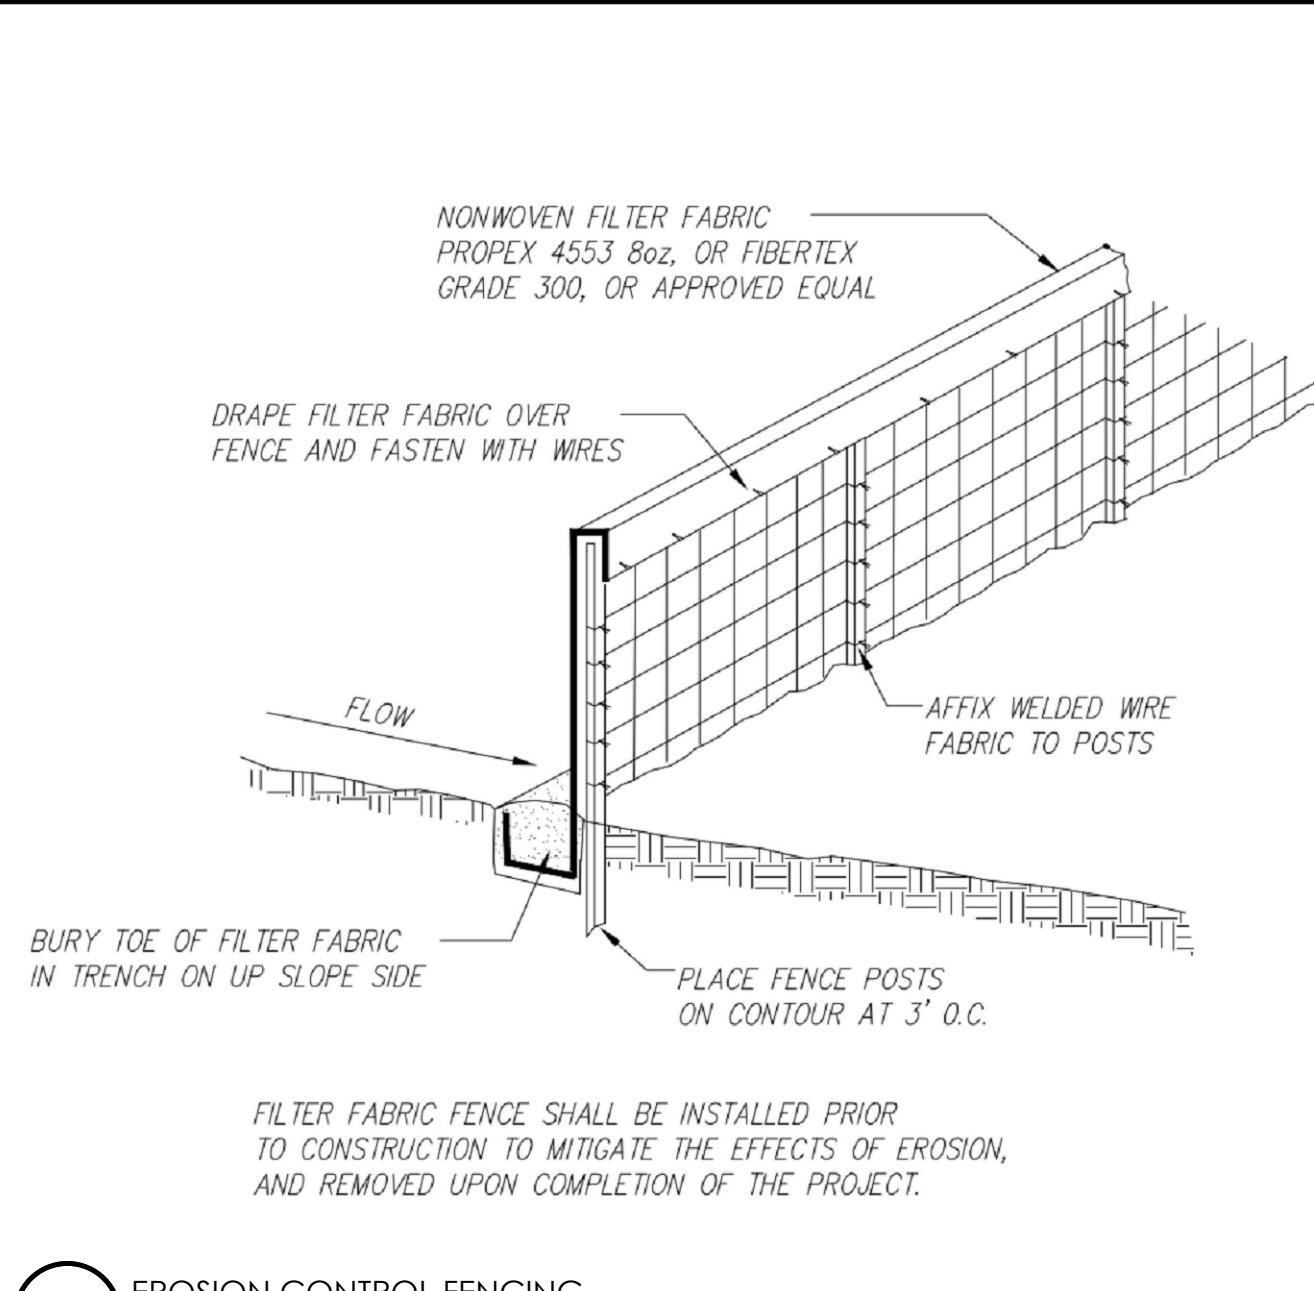 NONWOVEN FILTER FABRIC
PROPEX 4553 8oz, OR FIBERTEX
GRADE 300, OR APPROVED EQUAL
DRAPE FILTER FABRIC OVER
FENCE AND FASTEN WITH WIRES
FLOW
AFFIX WELDED WIRE
FABRIC TO POSTS
BURY TOE OF FILTER FABRIC
IN TRENCH ON UP SLOPE SIDE
PLACE FENCE POSTS
ON CONTOUR AT 3' O.C.
FILTER FABRIC FENCE SHALL BE INSTALLED PRIOR
TO CONSTRUCTION TO MITIGATE THE EFFECTS OF EROSION,
AND REMOVED UPON COMPLETION OF THE PROJECT.
EROSION CONTROL FENCING